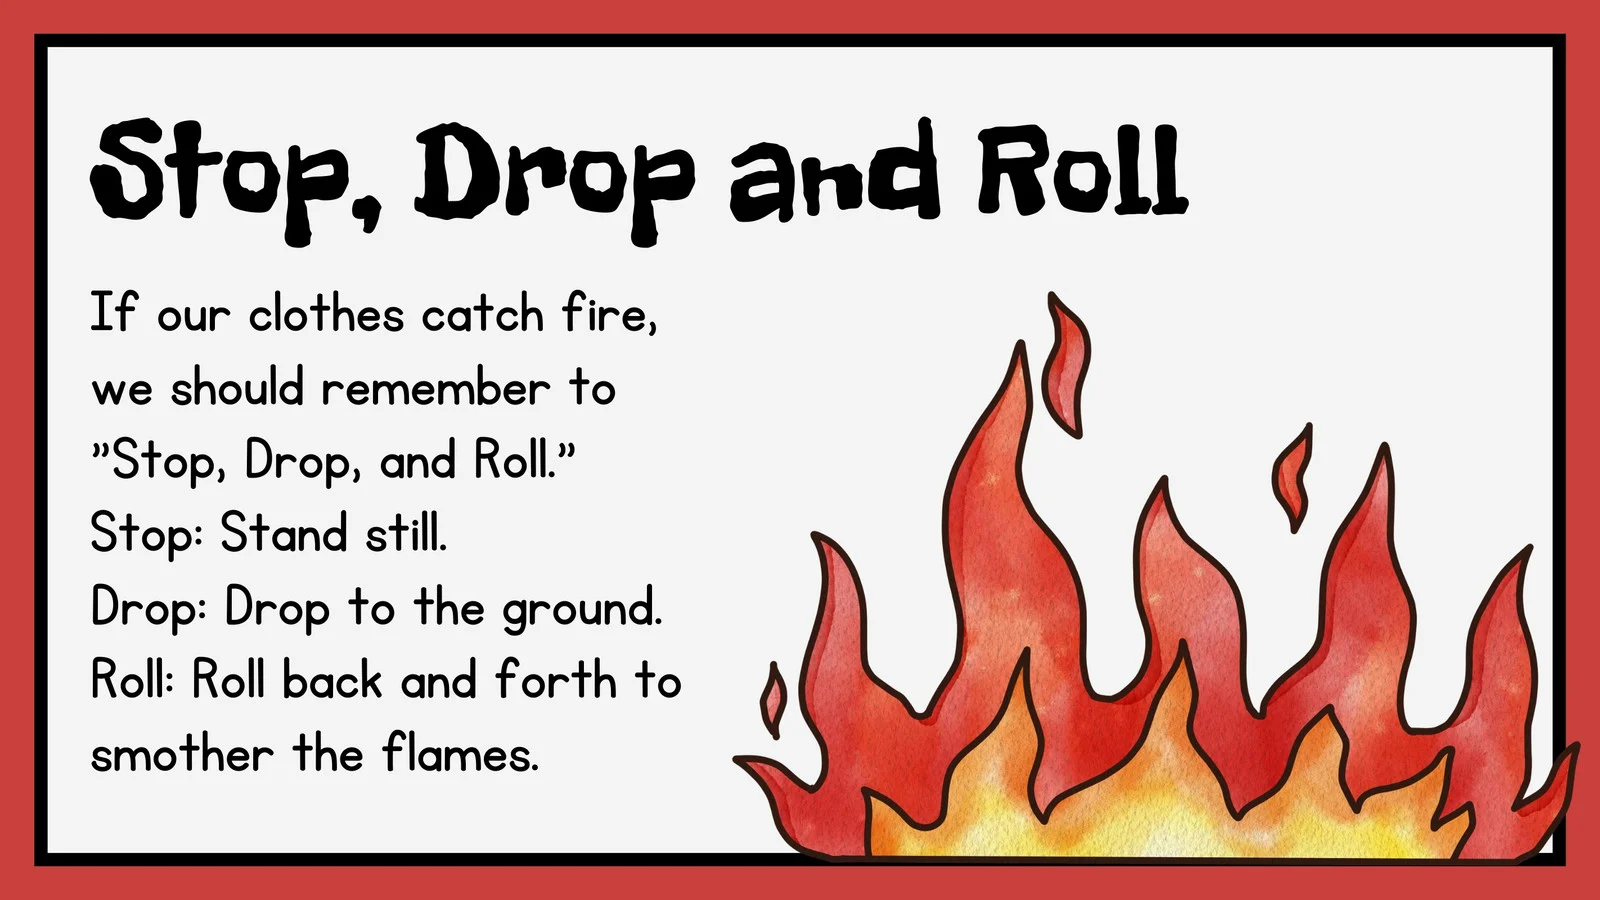 Stop, Drop and Roll
If our clothes catch fire,
we should remember to
”Stop, Drop, and Roll.”
Stop: Stand still.
Drop: Drop to the ground.
Roll: Roll back and forth to
smother the flames.